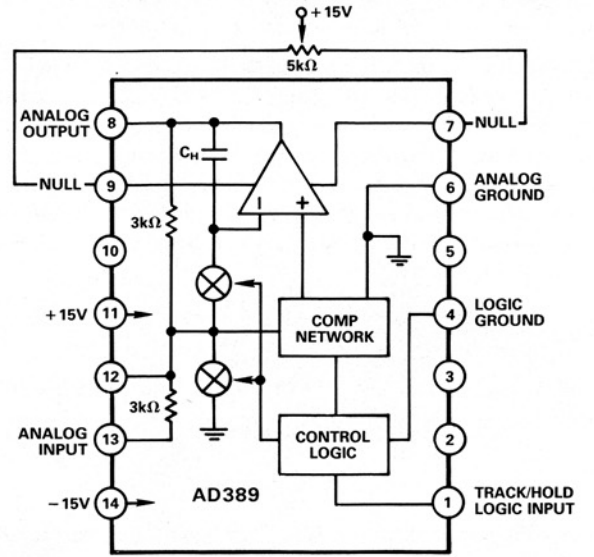 +15V
5kΩ
ANALOG
OUTPUT
8
7
NULL
CH
NULL
9
6
ANALOG
GROUND
3kΩ
10
5
+15V
11
4
LOGIC
GROUND
COMP
NETWORK
12
3
3kΩ
ANALOG
INPUT
13
2
CONTROL
LOGIC
−15V
14
AD389
1
TRACK/HOLD
LOGIC INPUT
− +